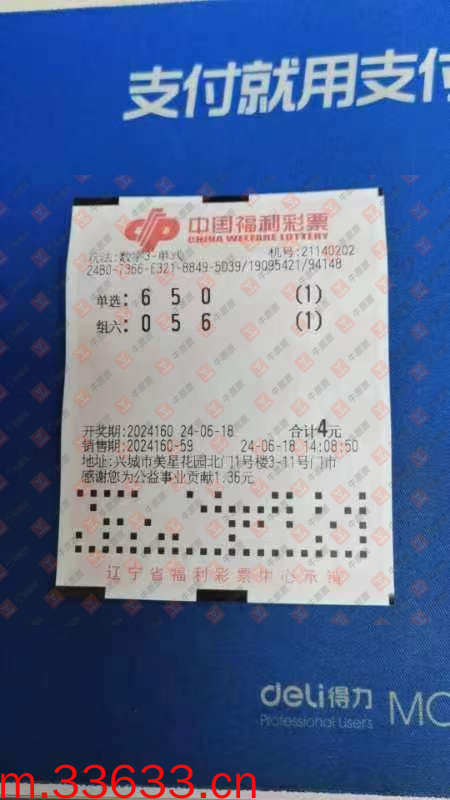 支付就用支付
中国福利彩票
CHINA WELFARE LOTTERY
玩法:数字3-单式 机号:21140202
24B0-7366-E321-8849-5D39/19095421/94148
单选:6 5 0 (1)
组六:0 5 6 (1)
开奖期:2024160 24-06-18 合计4元
销售期:2024160-59 24-06-18 14:08:50
地址:兴城市美星花园北门1号楼3-11号门市
感谢您为公益事业贡献1.36元
辽宁省福利彩票中心承销
deli得力 MO
Professional Users
m.33633.cn